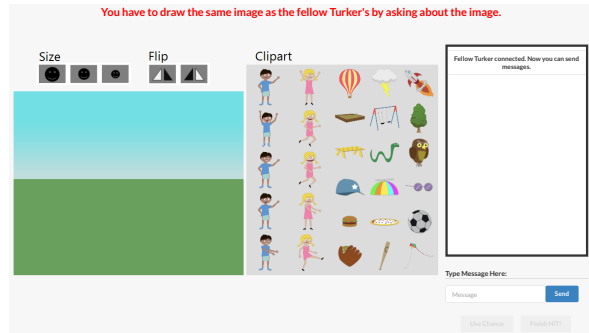 You have to draw the same image as the fellow Turker's by asking about the image.
Size
Flip
Clipart
Fellow Turker connected. Now you can send
messages.
Type Message Here:
Message
Send
Use Chance
Finish HIT!